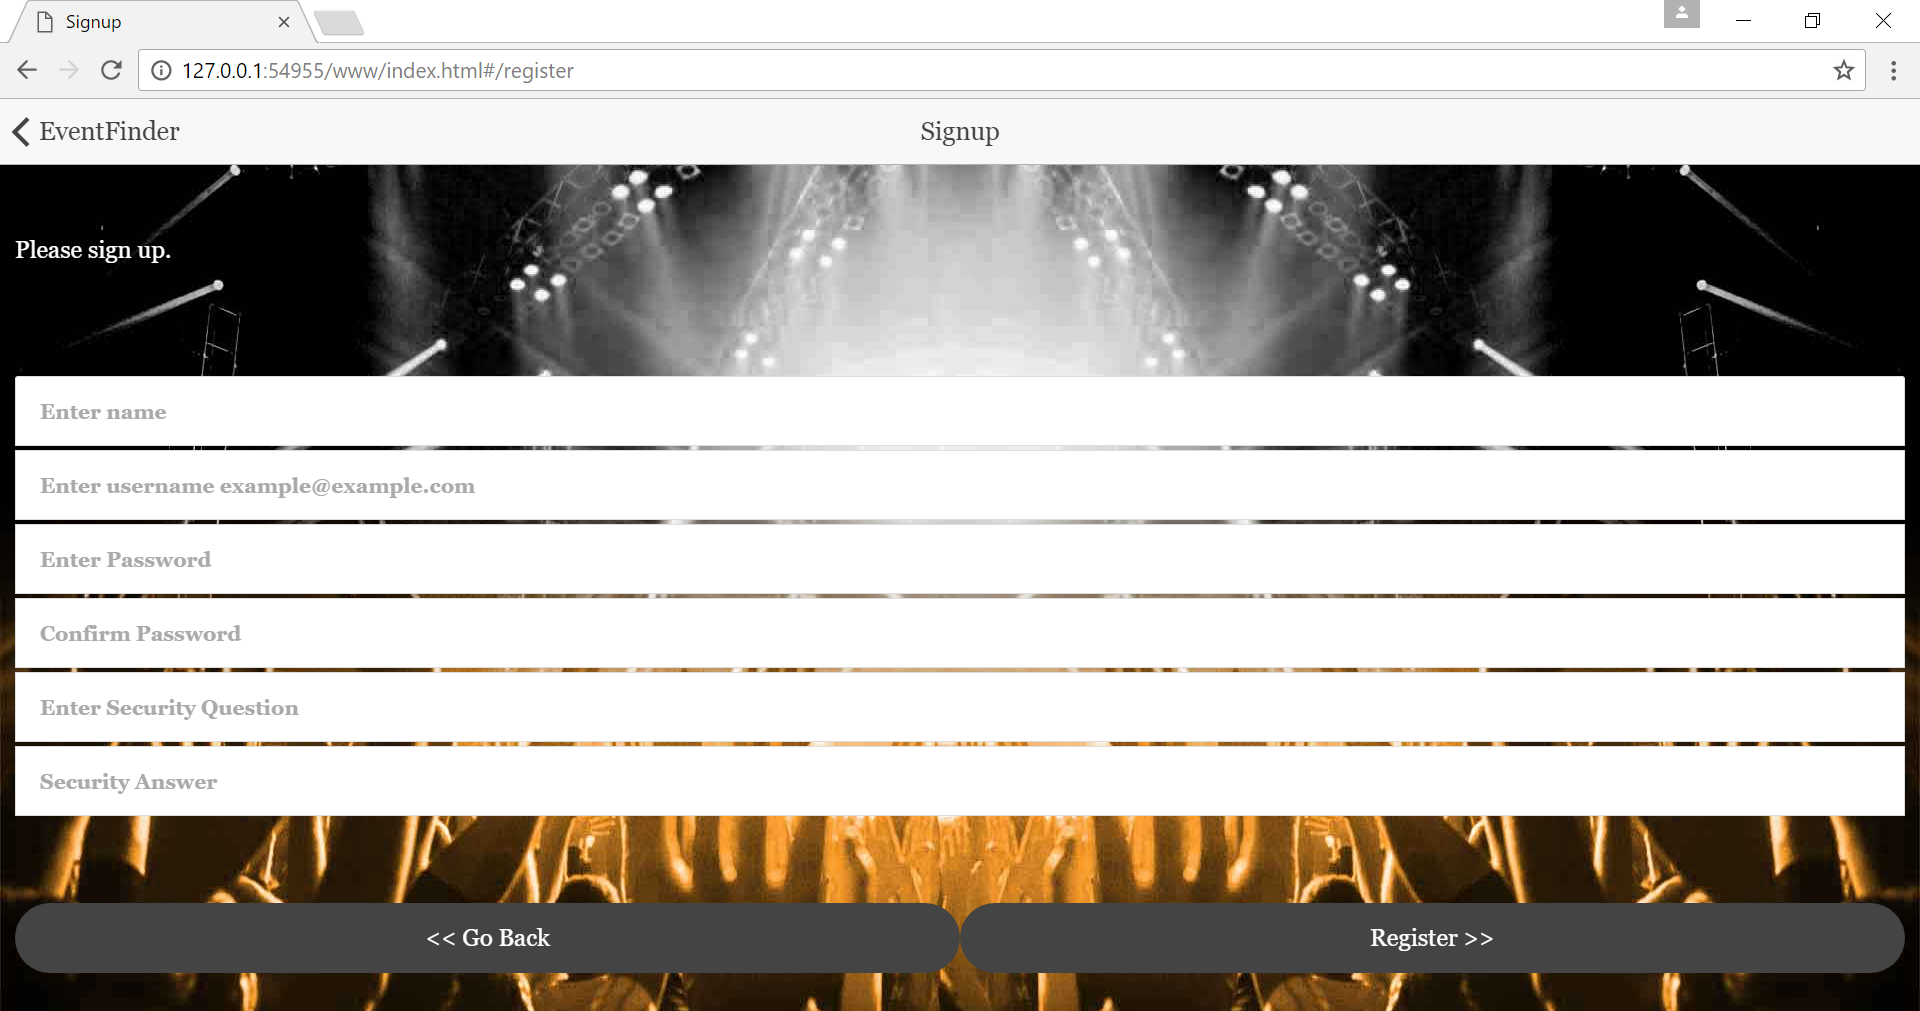 Signup
127.0.0.1:54955/www/index.html#/register
EventFinder
Signup
Please sign up.
Enter name
Enter username example@example.com
Enter Password
Confirm Password
Enter Security Question
Security Answer
<< Go Back
Register >>